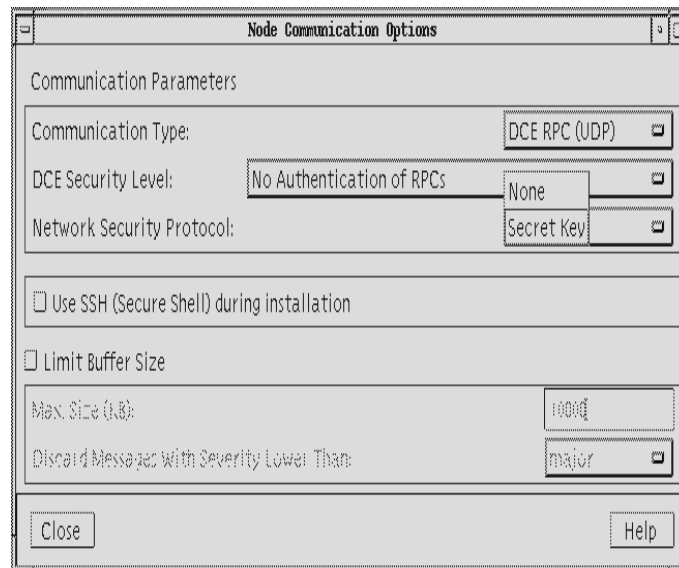 Node Communication Options
Communication Parameters
Communication Type: DCE RPC (UDP)
DCE Security Level: No Authentication of RPCs
None
Network Security Protocol: Secret Key
Use SSH (Secure Shell) during installation
Limit Buffer Size
Max. Size (kB): 10000
Discard Messages With Severity Lower Than: major
Close Help